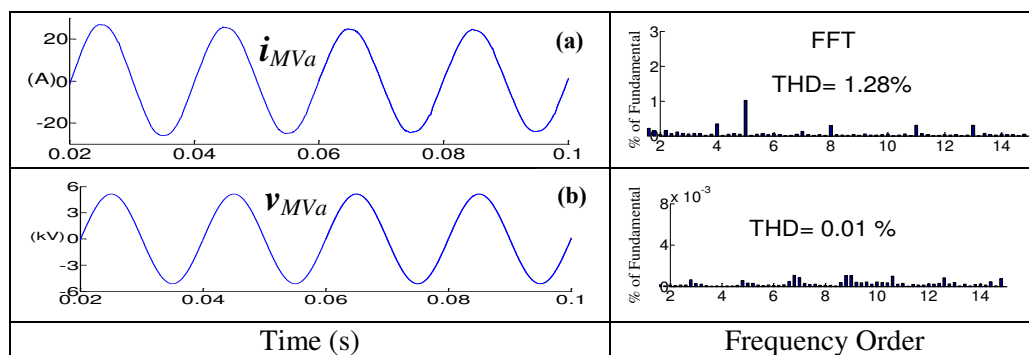 20
(A) 0
-20
i MVa
(a)
0.02 0.04 0.06 0.08 0.1
3
2
1
0
% of Fundamental
FFT
THD= 1.28%
2 4 6 8 10 12 14
6
3
(kV) 0
-3
-6
v MVa
(b)
0.02 0.04 0.06 0.08 0.1
8
4
0
x 10⁻³
% of Fundamental
THD= 0.01 %
2 4 6 8 10 12 14
Time (s)
Frequency Order